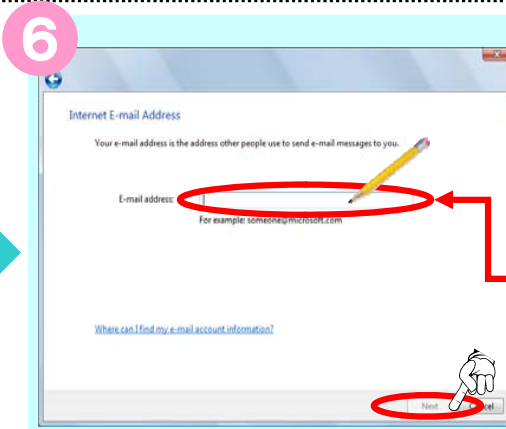 6
Internet E-mail Address
Your e-mail address is the address other people use to send e-mail messages to you.
E-mail address:
For example: someone@microsoft.com
Where can I find my e-mail account information?
Next
Cancel